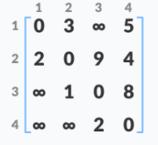 1 2 3 4
1 0 3 ∞ 5
2 2 0 9 4
3 ∞ 1 0 8
4 ∞ ∞ 2 0